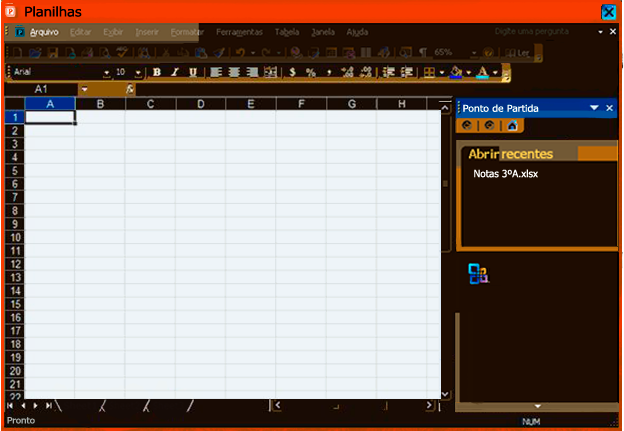 Planilhas
Arquivo Editar Exibir Inserir Formatar Ferramentas Tabela Janela Ajuda Digite uma pergunta
65% Ler
Arial 10 B I U $ %
A1 fx
A B C D E F G H
1
2
3
4
5
6
7
8
9
10
11
12
13
14
15
16
17
18
19
20
21
22
Pronto NUM
Ponto de Partida
Abrir recentes
Notas 3ºA.xlsx